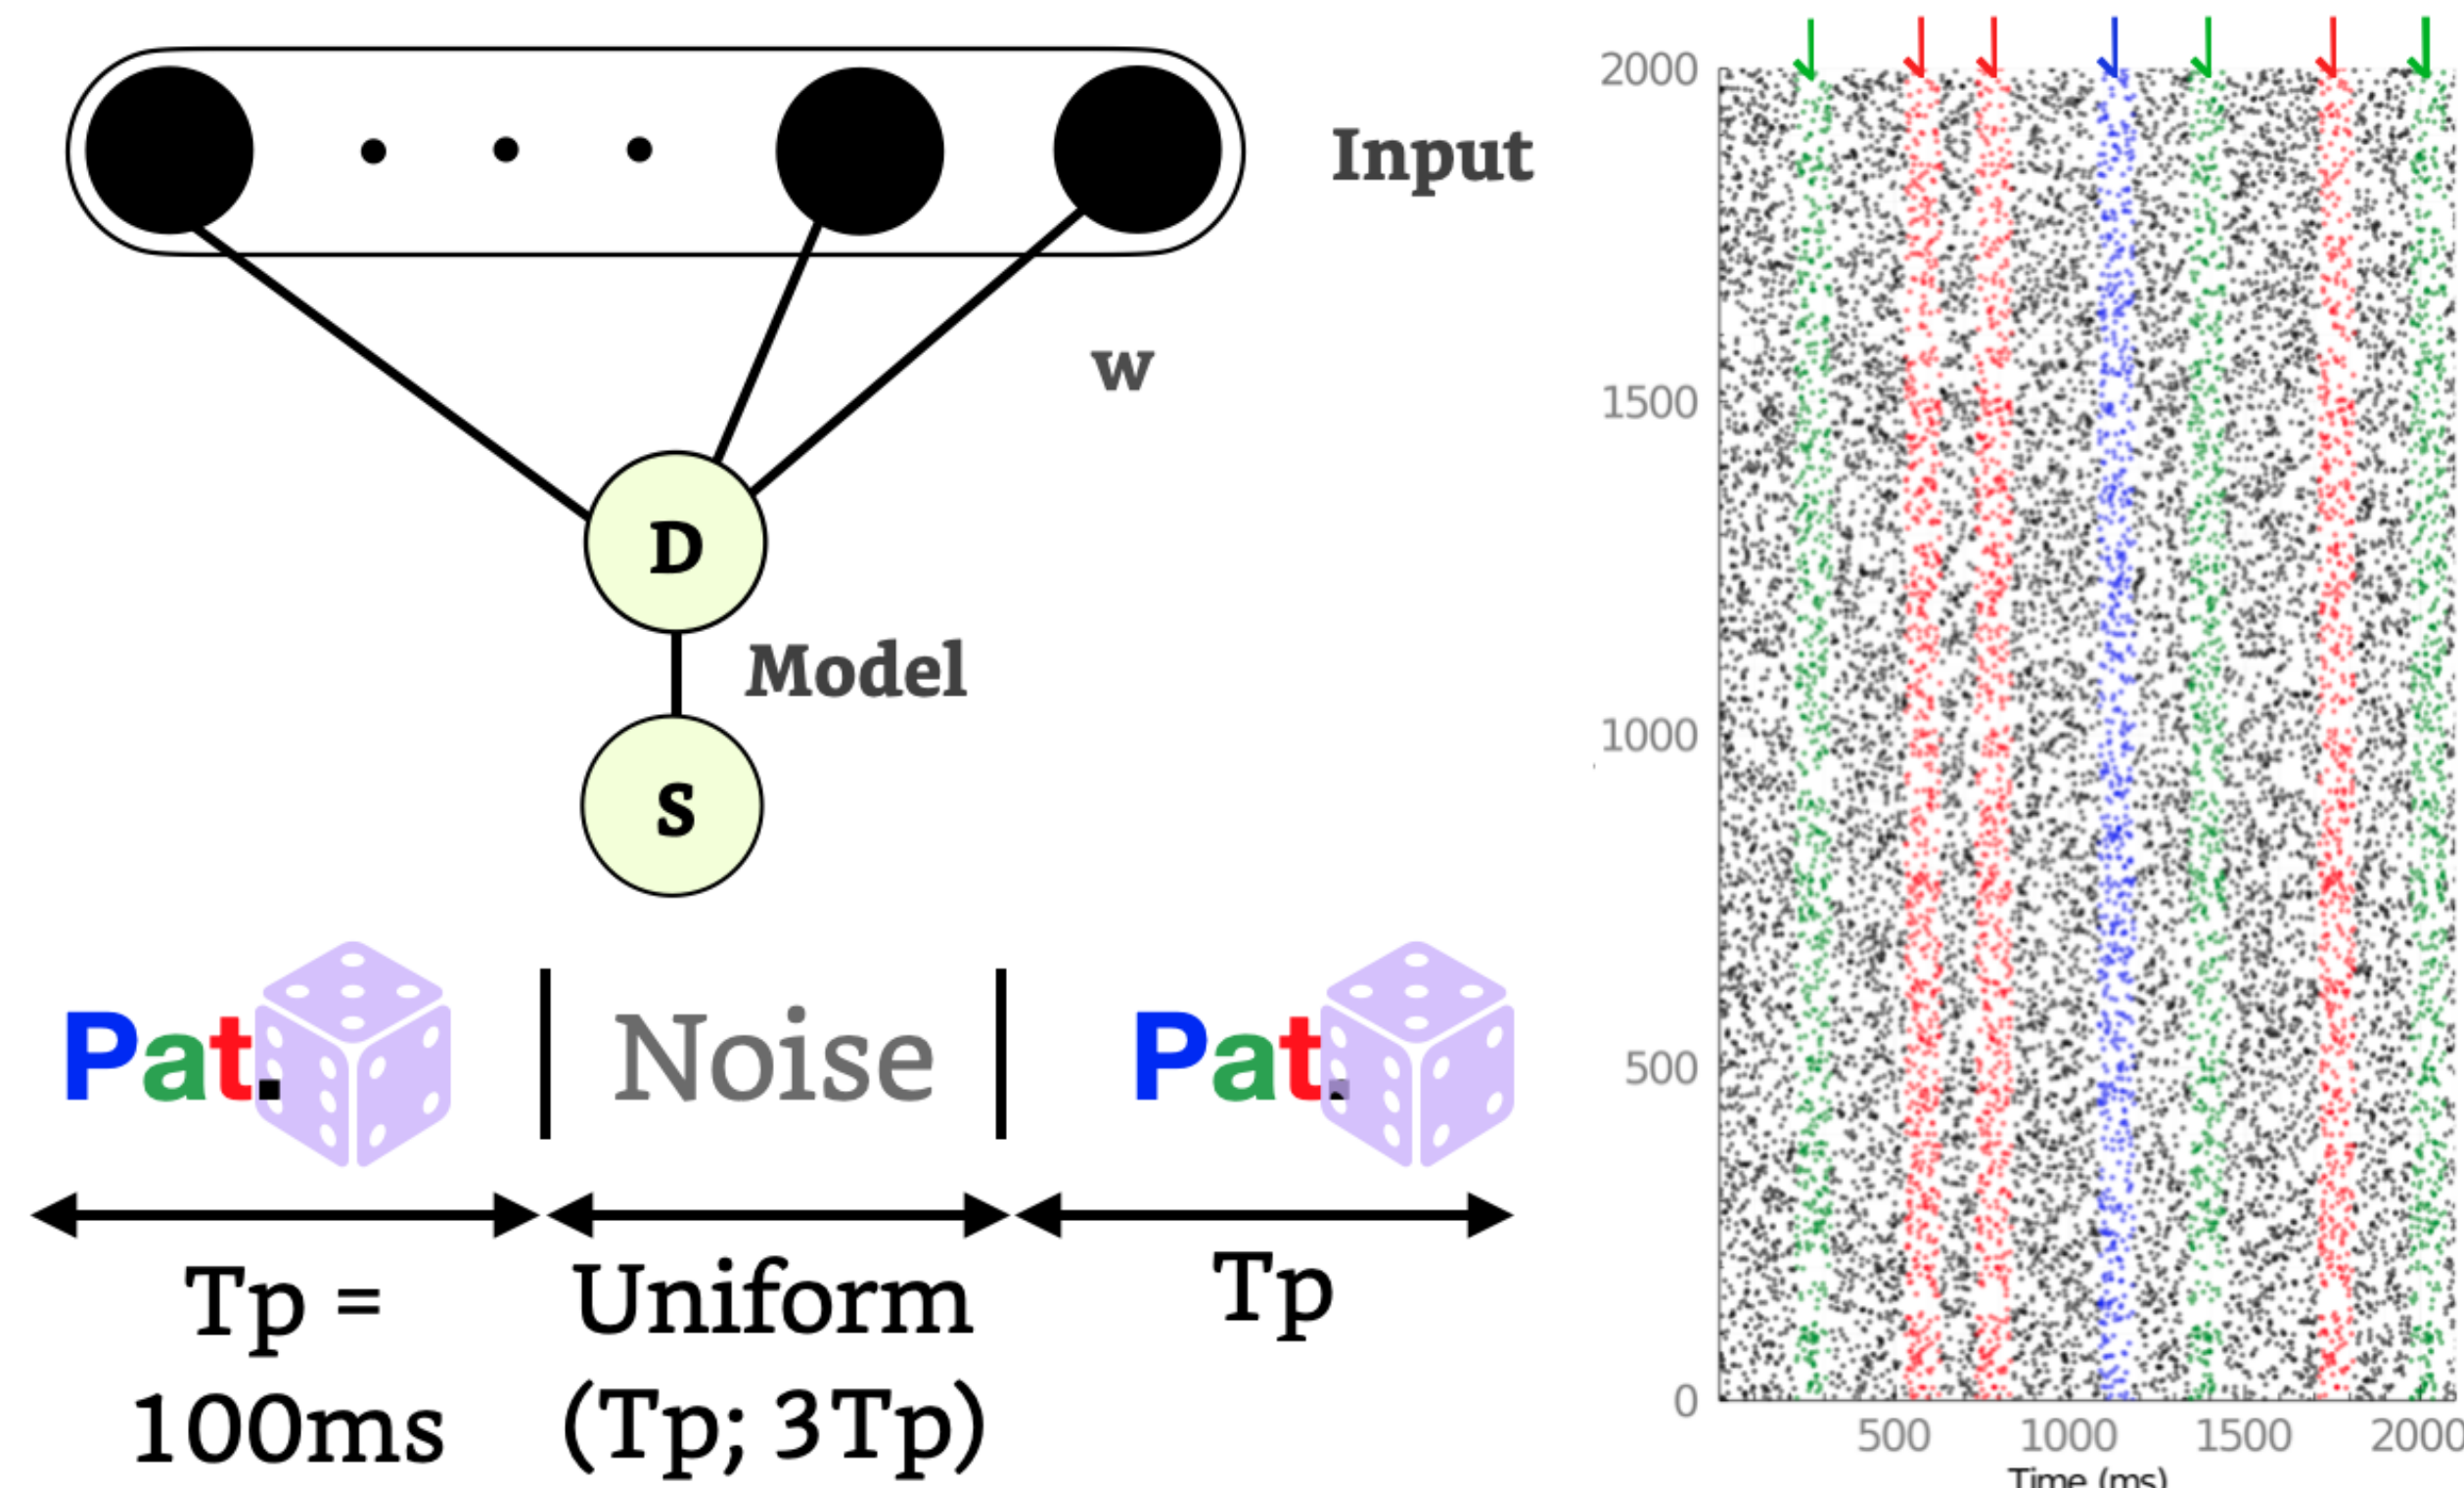 Input
w
D
Model
S
Pat.
Noise
Pat.
Tp =
100ms
Uniform
(Tp; 3Tp)
Tp
2000
1500
1000
500
0
500 1000 1500 2000
Time (ms)